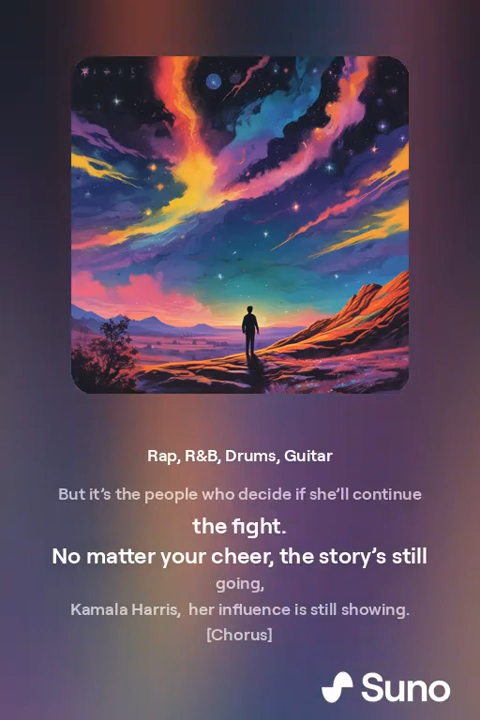 Rap, R&B, Drums, Guitar
But it's the people who decide if she'll continue
the fight.
No matter your cheer, the story's still
going,
Kamala Harris,  her influence is still showing.
[Chorus]
Suno